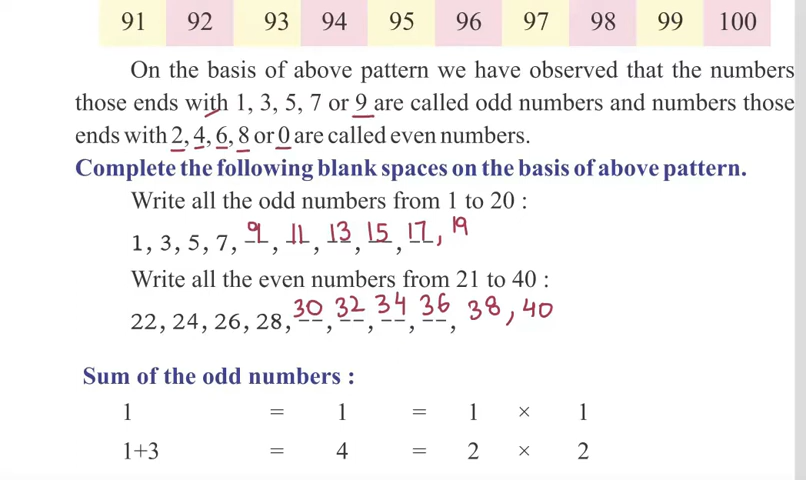 91 92 93 94 95 96 97 98 99 100
On the basis of above pattern we have observed that the numbers
those ends with 1, 3, 5, 7 or 9 are called odd numbers and numbers those
ends with 2, 4, 6, 8 or 0 are called even numbers.
Complete the following blank spaces on the basis of above pattern.
Write all the odd numbers from 1 to 20 :
1, 3, 5, 7, 9, 11, 13, 15, 17, 19
Write all the even numbers from 21 to 40 :
22, 24, 26, 28, 30, 32, 34, 36, 38, 40
Sum of the odd numbers :
1 = 1 = 1 × 1
1+3 = 4 = 2 × 2